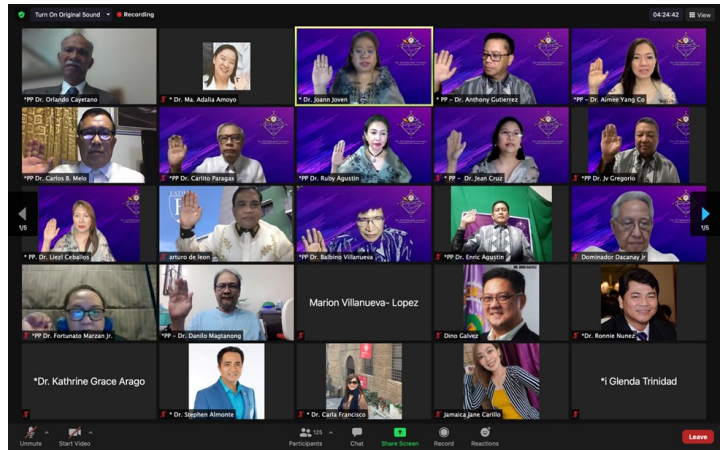 Turn On Original Sound
Recording
04:24:42
View
*PP Dr. Orlando Cayetano
* Dr. Ma. Adalia Amoyo
* Dr. Joann Joven
* PP – Dr. Anthony Gutierrez
*PP – Dr. Aimee Yang Co
*PP Dr. Carlos B. Melo
*PP Dr. Carlito Paragas
*PP Dr. Ruby Agustin
* PP – Dr. Jean Cruz
*PP Dr. Jv Gregorio
1/5
* PP. Dr. Liezl Ceballos
arturo de leon
*PP Dr. Balbino Villanueva
*PP Dr. Enric Agustin
Dominador Dacanay Jr
1/5
*PP Dr. Fortunato Marzan Jr.
*PP – Dr. Danilo Magtanong
Marion Villanueva- Lopez
Dino Galvez
*Dr. Ronnie Nunez
*Dr. Kathrine Grace Arago
* Dr. Stephen Almonte
* Dr. Carla Francisco
Jamaica Jane Carillo
*i Glenda Trinidad
Unmute
Start Video
Participants
125
Chat
Share Screen
Record
Reactions
Leave